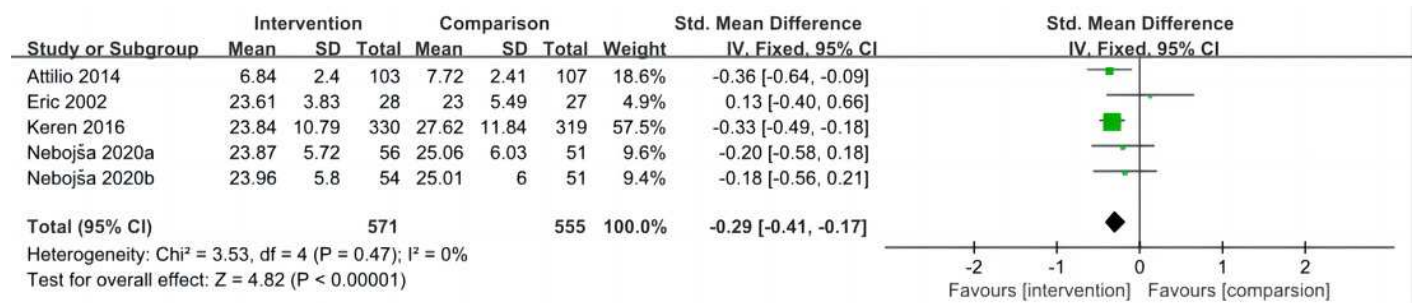 Intervention Comparison Std. Mean Difference Std. Mean Difference
Study or Subgroup Mean SD Total Mean SD Total Weight IV, Fixed, 95% CI IV, Fixed, 95% CI
Attilio 2014 6.84 2.4 103 7.72 2.41 107 18.6% -0.36 [-0.64, -0.09]
Eric 2002 23.61 3.83 28 23 5.49 27 4.9% 0.13 [-0.40, 0.66]
Keren 2016 23.84 10.79 330 27.62 11.84 319 57.5% -0.33 [-0.49, -0.18]
Nebojša 2020a 23.87 5.72 56 25.06 6.03 51 9.6% -0.20 [-0.58, 0.18]
Nebojša 2020b 23.96 5.8 54 25.01 6 51 9.4% -0.18 [-0.56, 0.21]
Total (95% CI) 571 555 100.0% -0.29 [-0.41, -0.17]
Heterogeneity: Chi² = 3.53, df = 4 (P = 0.47); I² = 0%
Test for overall effect: Z = 4.82 (P < 0.00001)
-2 -1 0 1 2
Favours [intervention] Favours [comparsion]